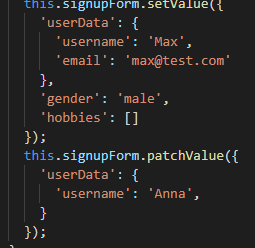 this.signupForm.setValue({
'userData': {
'username': 'Max',
'email': 'max@test.com'
},
'gender': 'male',
'hobbies': []
});
this.signupForm.patchValue({
'userData': {
'username': 'Anna',
}
});